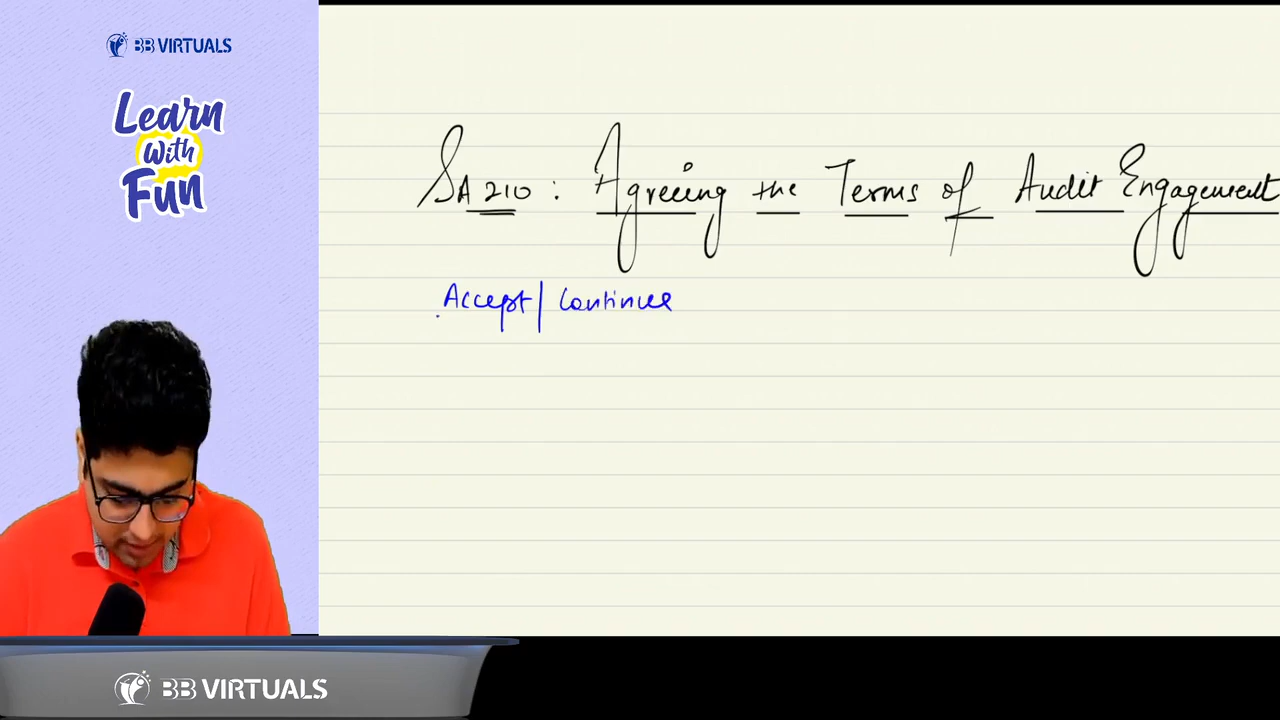 BB VIRTUALS
Learn
With
Fun
SA 210 : Agreeing the Terms of Audit Engagement
Accept | Continue
BB VIRTUALS